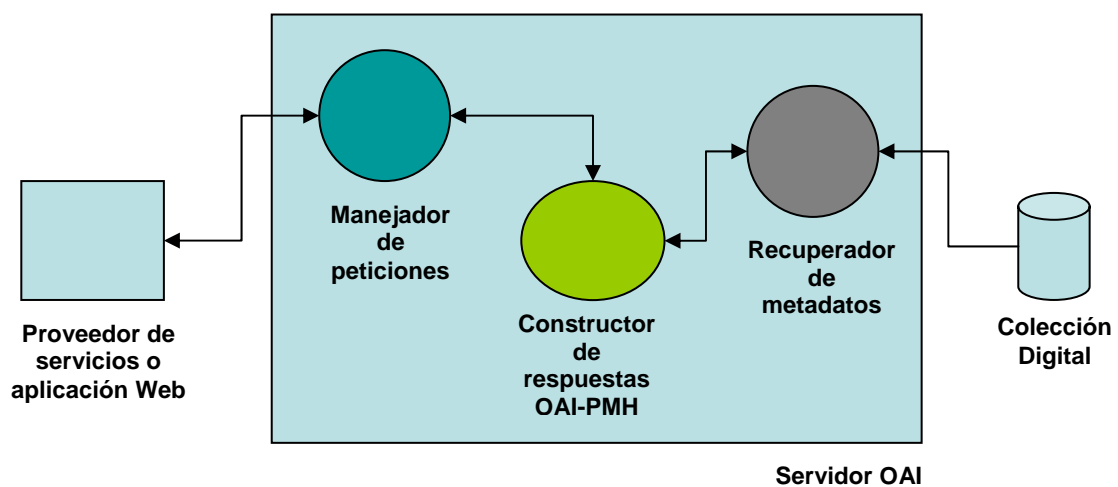 Proveedor de
servicios o
aplicación Web
Manejador
de
peticiones
Constructor
de
respuestas
OAI-PMH
Recuperador
de
metadatos
Colección
Digital
Servidor OAI